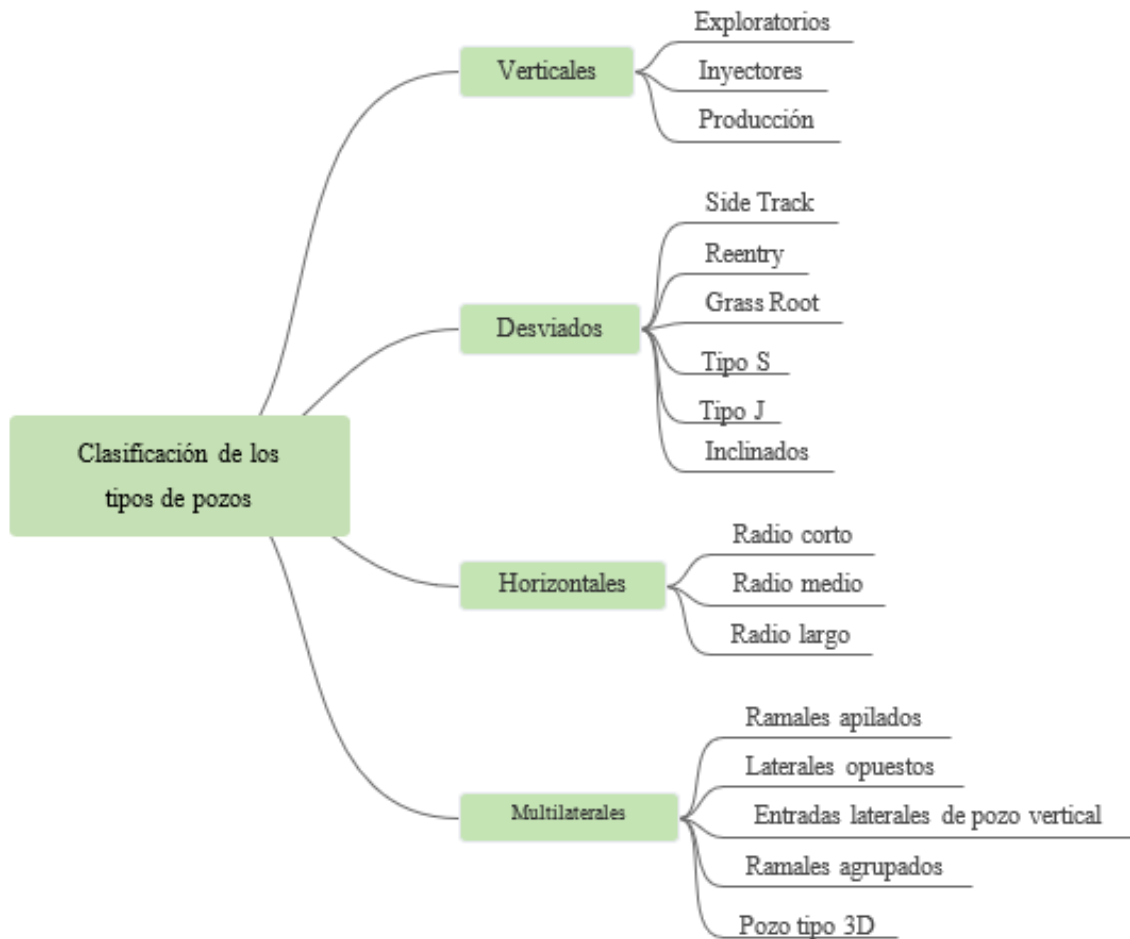 Clasificación de los
tipos de pozos
Verticales
Exploratorios
Inyectores
Producción
Desviados
Side Track
Reentry
Grass Root
Tipo S
Tipo J
Inclinados
Horizontales
Radio corto
Radio medio
Radio largo
Multilaterales
Ramales apilados
Laterales opuestos
Entradas laterales de pozo vertical
Ramales agrupados
Pozo tipo 3D